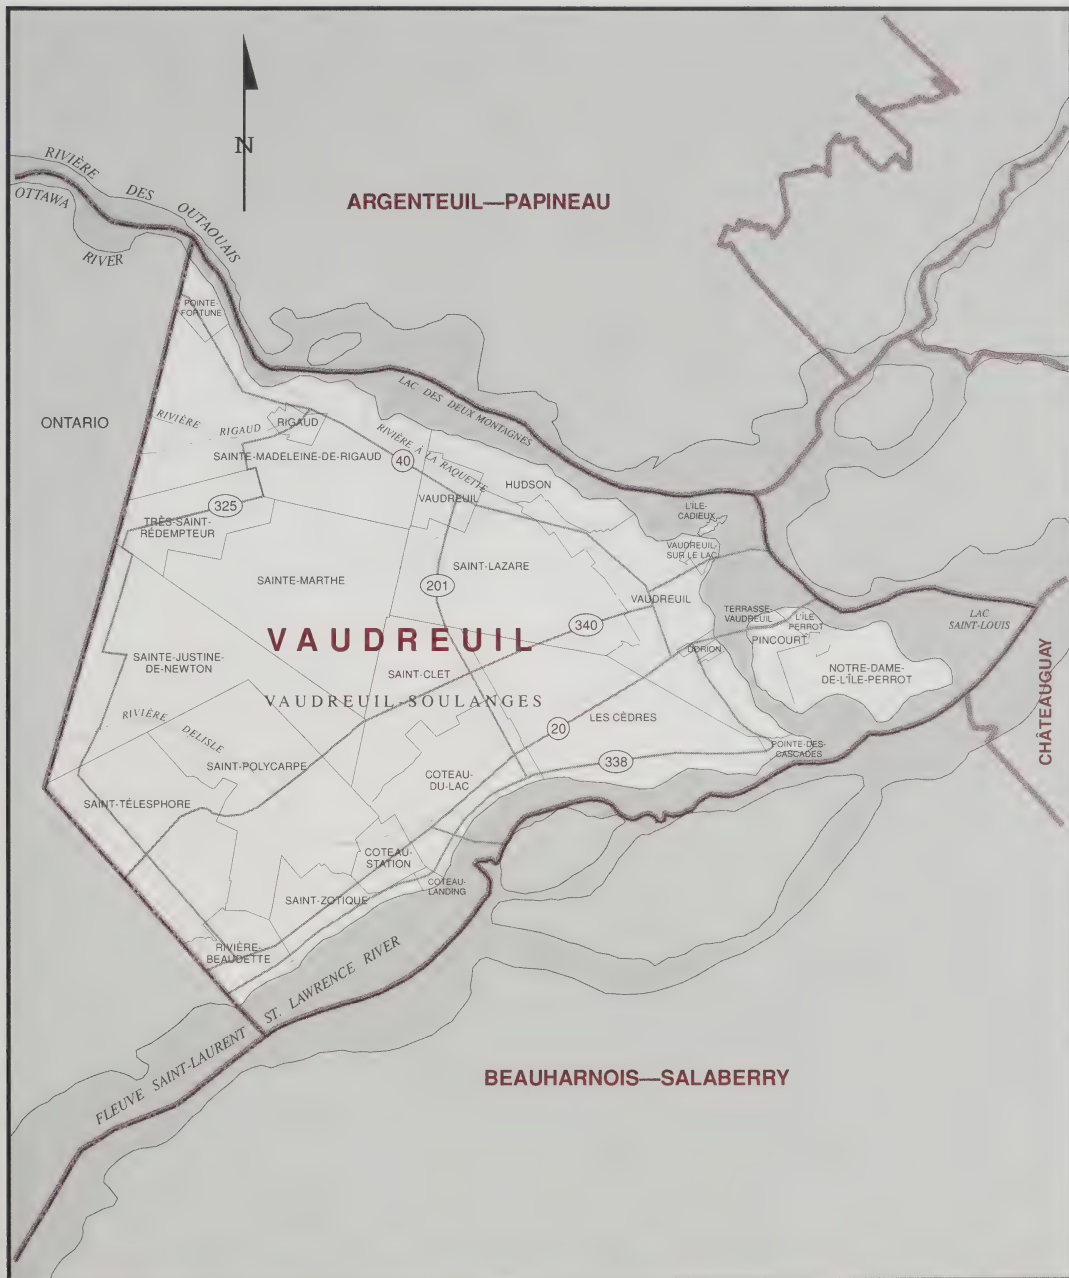 N
RIVIÈRE
DES
OUTAOUAIS
OTTAWA
RIVER
ARGENTEUIL—PAPINEAU
POINTE-
FORTUNE
ONTARIO
LAC DES DEUX MONTAGNES
RIVIÈRE
RIGAUD
RIGAUD
SAINTE-MADELEINE-DE-RIGAUD
40
RIVIÈRE À LA RAQUETTE
HUDSON
VAUDREUIL
325
TRÈS-SAINT-
RÉDEMPTEUR
L'ÎLE-
CADIEUX
VAUDREUIL-
SUR LE LAC
SAINTE-MARTHE
201
SAINT-LAZARE
VAUDREUIL
TERRASSE-
VAUDREUIL
L'ÎLE
PERROT
LAC
SAINT-LOUIS
340
VAUDREUIL
DORION
PINCOURT
SAINTE-JUSTINE-
DE-NEWTON
SAINT-CLET
NOTRE-DAME-
DE-L'ÎLE-PERROT
CHÂTEAUGUAY
VAUDREUIL-SOULANGES
RIVIÈRE
DELISLE
20
LES CÈDRES
SAINT-POLYCARPE
338
POINTE-DES-
CASCADES
COTEAU-
DU-LAC
SAINT-TÉLESPHORE
COTEAU-
STATION
COTEAU-
LANDING
SAINT-ZOTIQUE
RIVIÈRE-
BEAUDETTE
FLEUVE SAINT-LAURENT
ST. LAWRENCE RIVER
BEAUHARNOIS—SALABERRY